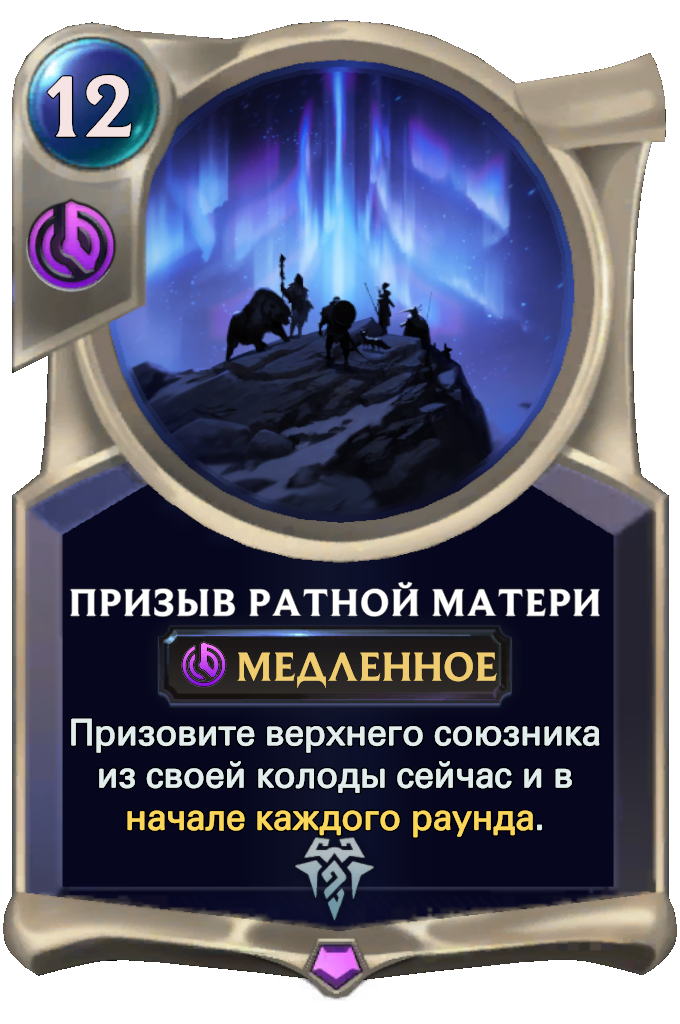 12
ПРИЗЫВ РАТНОЙ МАТЕРИ
МЕДЛЕННОЕ
Призовите верхнего союзника
из своей колоды сейчас и в
начале каждого раунда.